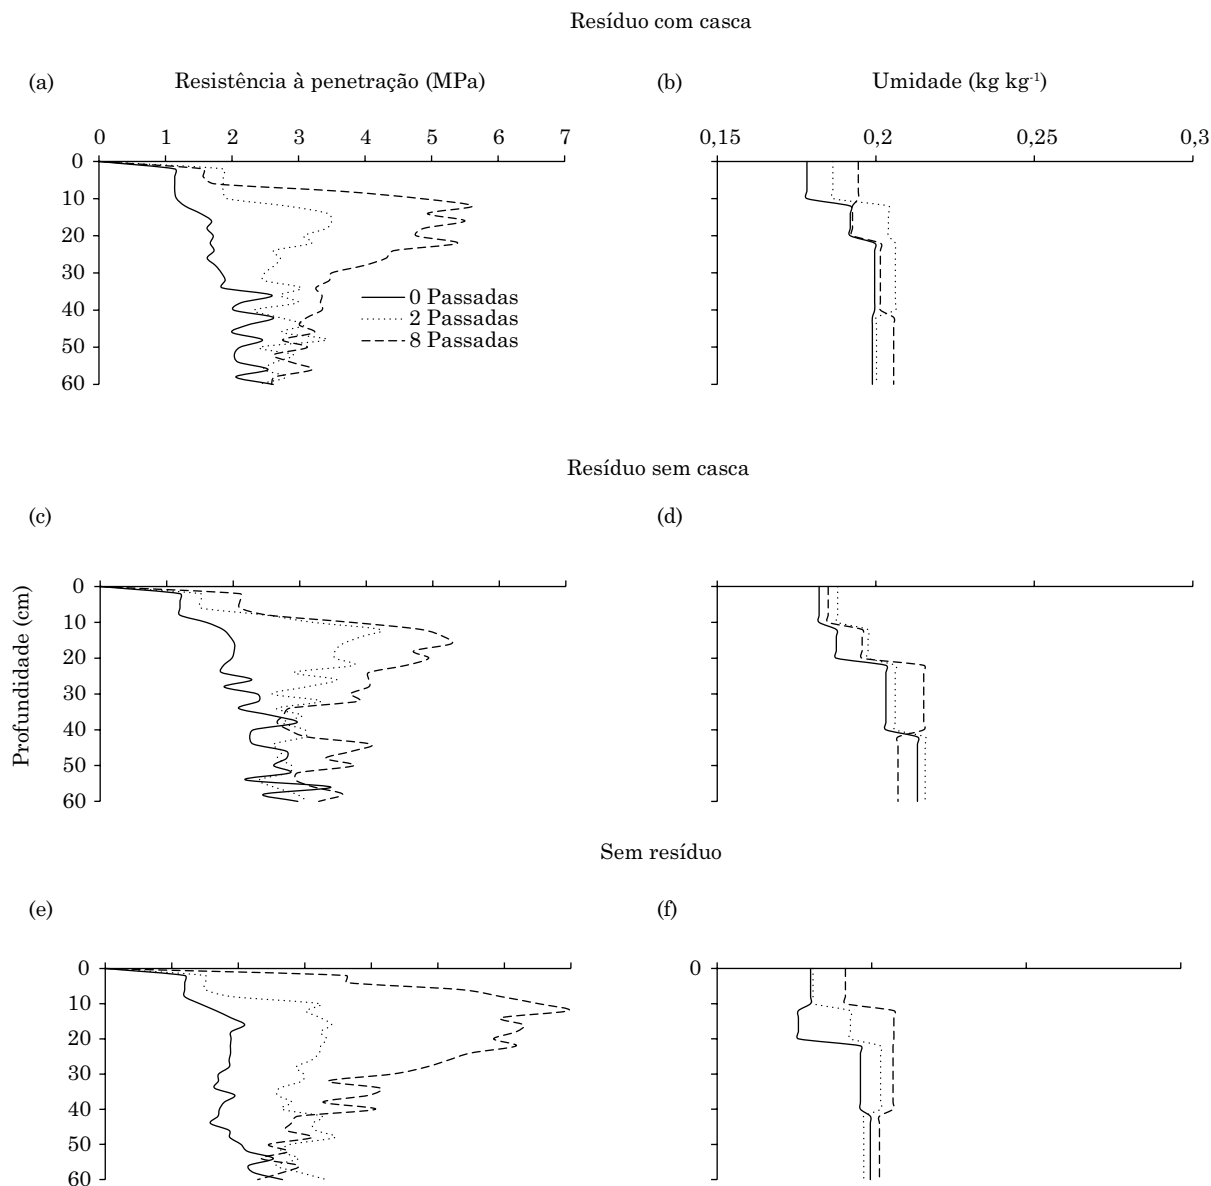 Resíduo com casca
(a) Resistência à penetração (MPa)
0 1 2 3 4 5 6 7
0
10
20
30
40
50
60
0 Passadas
2 Passadas
8 Passadas
(b) Umidade (kg kg-1)
0,15 0,2 0,25 0,3
Resíduo sem casca
(c)
(d)
Profundidade (cm)
0
10
20
30
40
50
60
Sem resíduo
(e)
(f)
0
10
20
30
40
50
60
0